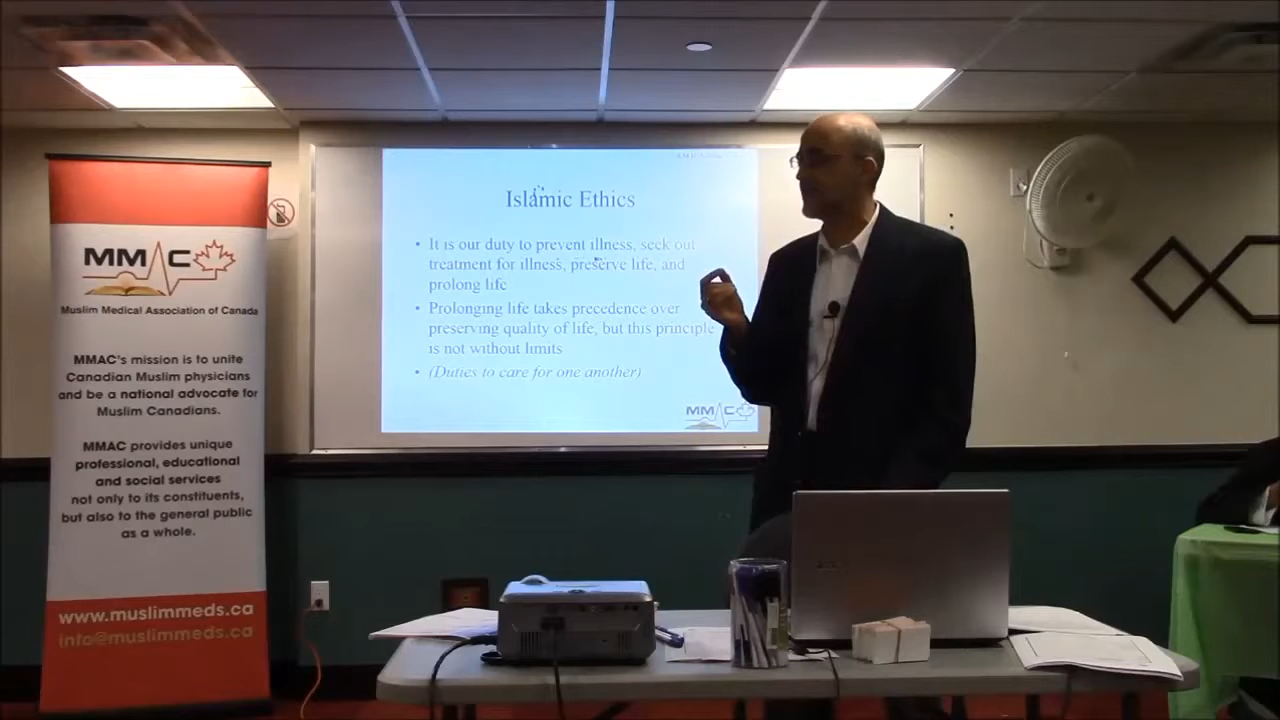 MMAC
Muslim Medical Association of Canada
MMAC's mission is to unite
Canadian Muslim physicians
and be a national advocate for
Muslim Canadians.
MMAC provides unique
professional, educational
and social services
not only to its constituents,
but also to the general public
as a whole.
www.muslimmeds.ca
info@muslimmeds.ca
Islamic Ethics
• It is our duty to prevent illness, seek out
treatment for illness, preserve life, and
prolong life
• Prolonging life takes precedence over
preserving quality of life, but this principle
is not without limits
• (Duties to care for one another)
MMAC
acer